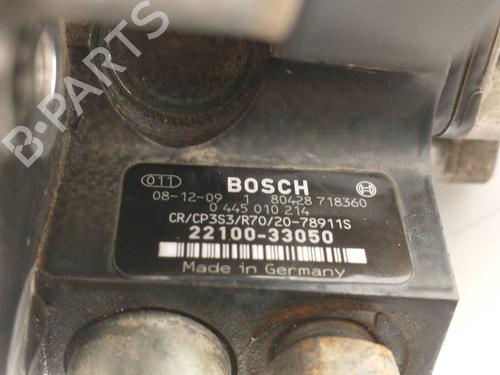 B-PARTS
011 BOSCH
08-12-09 1 80428 718360
0 445 010 214
CR/CP3S3/R70/20-78911S
22100-33050
Made in Germany